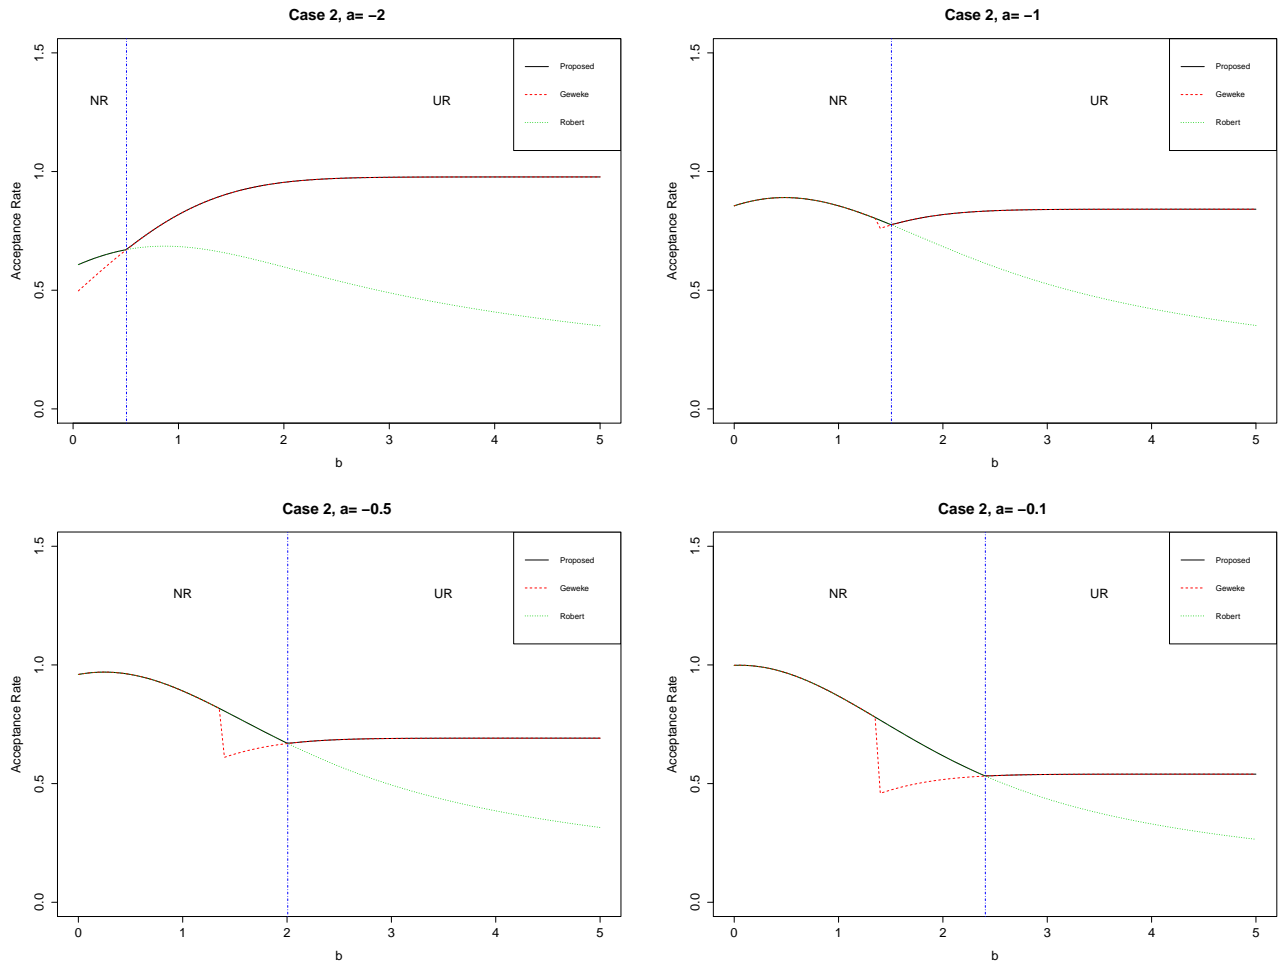 Case 2, a= −2
1.5
1.0
0.5
0.0
Acceptance Rate
NR
UR
Proposed
Geweke
Robert
0 1 2 3 4 5
b
Case 2, a= −1
1.5
1.0
0.5
0.0
Acceptance Rate
NR
UR
Proposed
Geweke
Robert
0 1 2 3 4 5
b
Case 2, a= −0.5
1.5
1.0
0.5
0.0
Acceptance Rate
NR
UR
Proposed
Geweke
Robert
0 1 2 3 4 5
b
Case 2, a= −0.1
1.5
1.0
0.5
0.0
Acceptance Rate
NR
UR
Proposed
Geweke
Robert
0 1 2 3 4 5
b